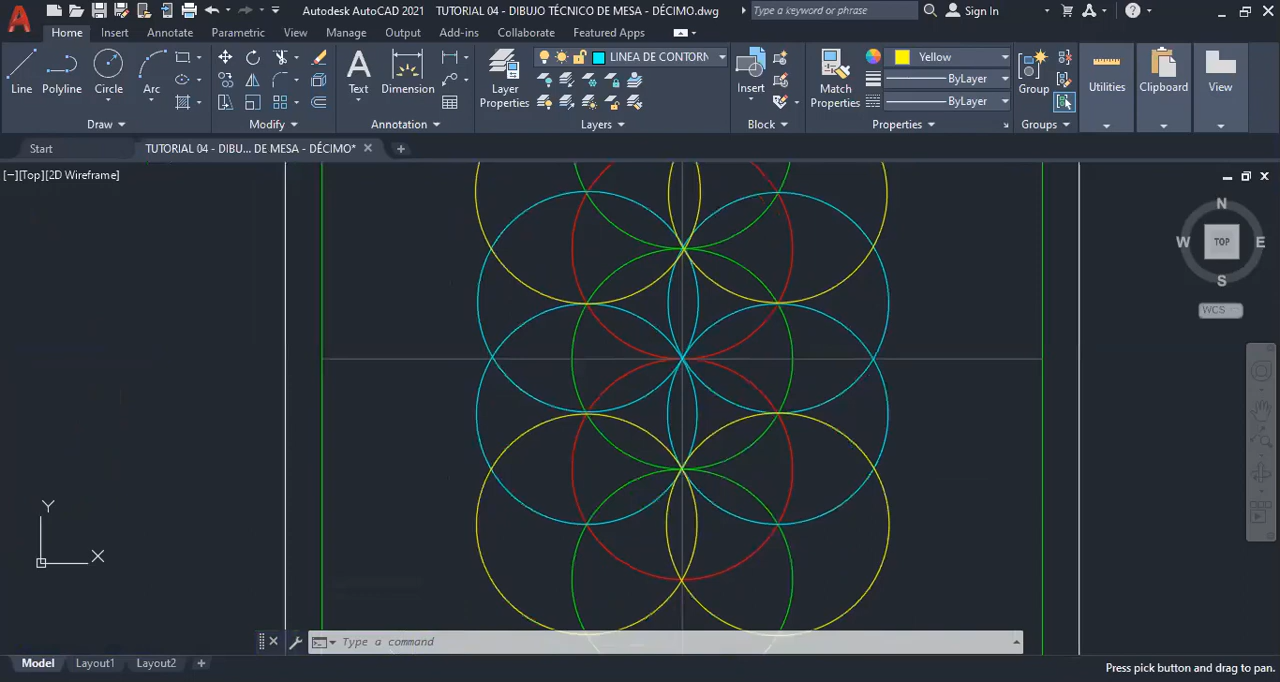 Autodesk AutoCAD 2021 TUTORIAL 04 - DIBUJO TÉCNICO DE MESA - DÉCIMO.dwg Type a keyword or phrase Sign In
Home Insert Annotate Parametric View Manage Output Add-ins Collaborate Featured Apps
Line Polyline Circle Arc Text Dimension Layer Properties LINEA DE CONTORN Insert Match Properties Yellow ByLayer ByLayer Group Utilities Clipboard View
Draw Modify Annotation Layers Block Properties Groups
Start TUTORIAL 04 - DIBU... DE MESA - DÉCIMO*
[−][Top][2D Wireframe]
N
W TOP E
S
WCS
Y
X
Type a command
Model Layout1 Layout2
Press pick button and drag to pan.